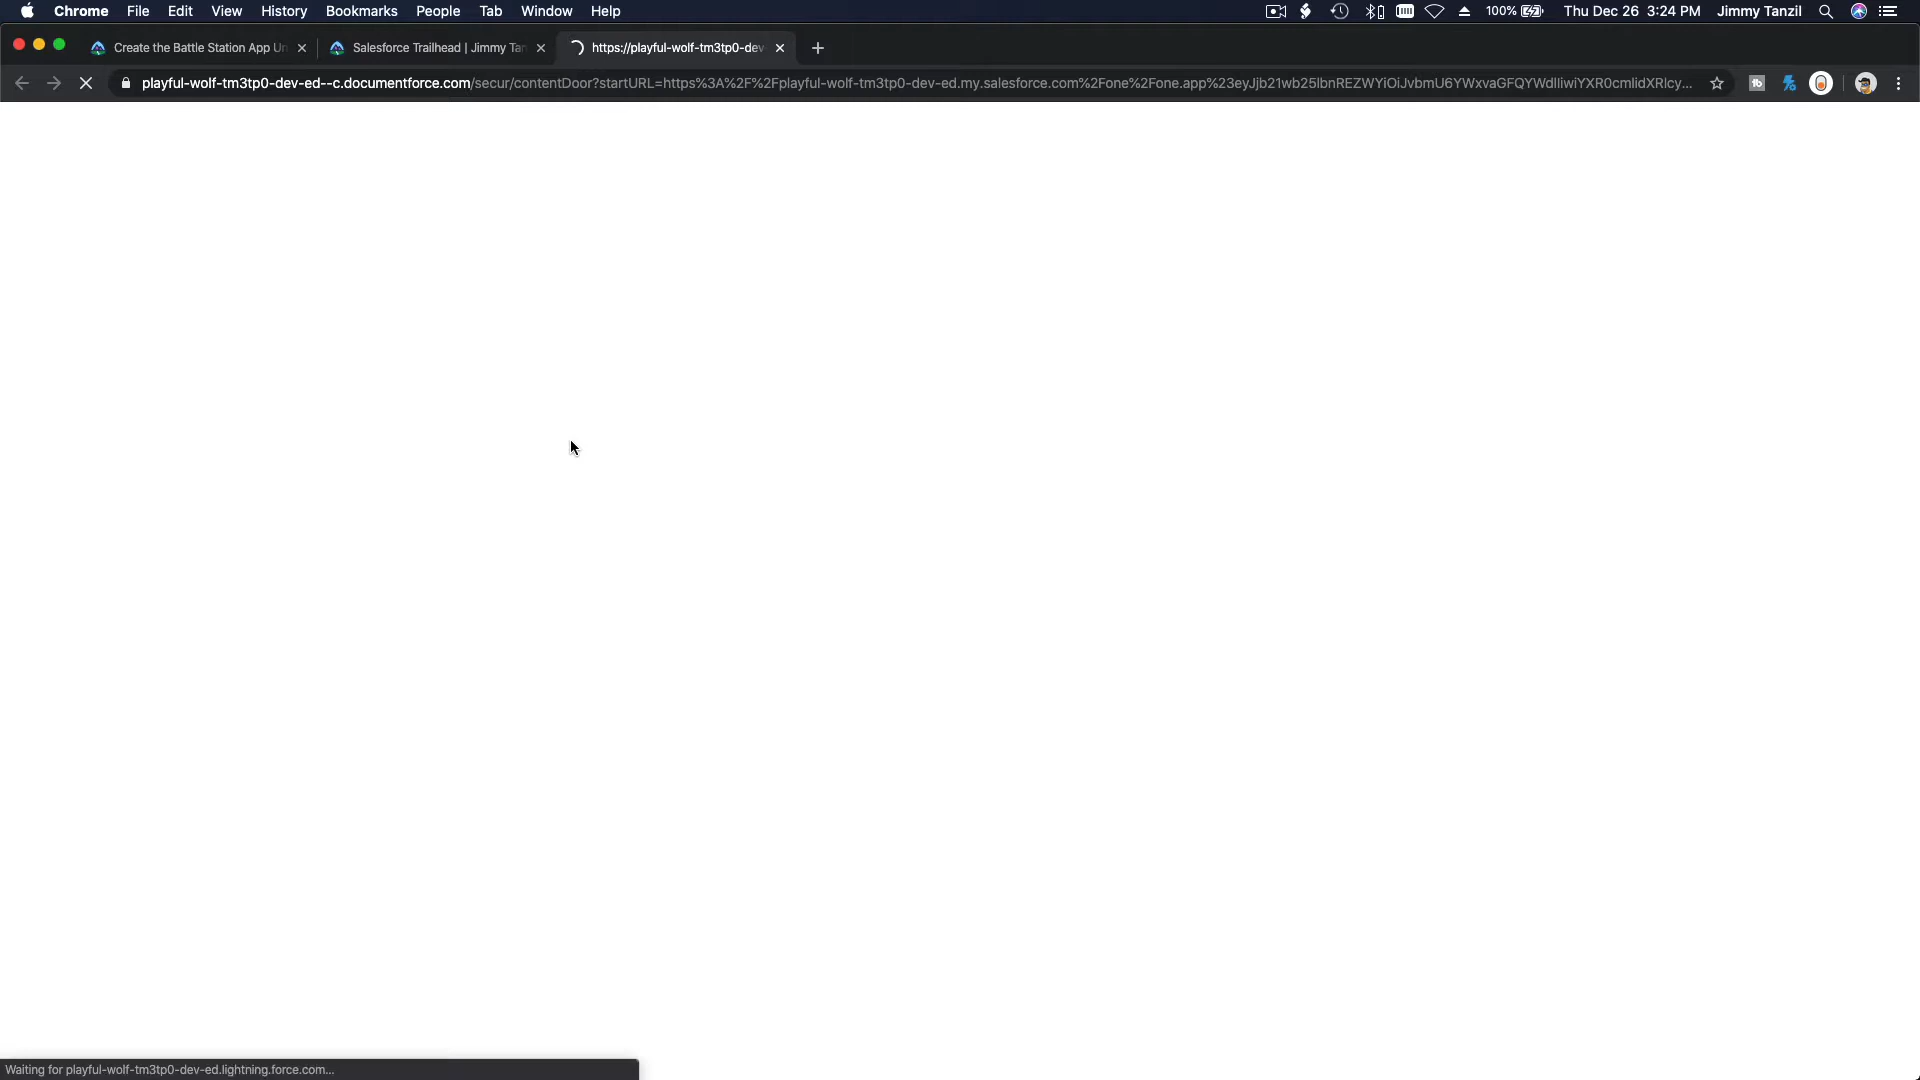 Chrome File Edit View History Bookmarks People Tab Window Help 100% Thu Dec 26 3:24 PM Jimmy Tanzil
Create the Battle Station App Un Salesforce Trailhead | Jimmy Tan https://playful-wolf-tm3tp0-dev-
playful-wolf-tm3tp0-dev-ed--c.documentforce.com/secur/contentDoor?startURL=https%3A%2F%2Fplayful-wolf-tm3tp0-dev-ed.my.salesforce.com%2Fone%2Fone.app%23eyJjb21wb25lbnREZWYiOiJvbmU6YWxvaGFQYWdlIiwiYXR0cmlidXRlcy...
Waiting for playful-wolf-tm3tp0-dev-ed.lightning.force.com...